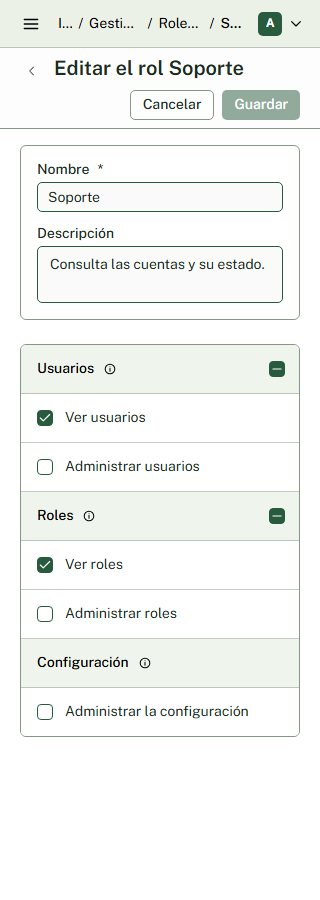 I... / Gesti... / Role... / S... A
Editar el rol Soporte
Cancelar Guardar
Nombre *
Soporte
Descripción
Consulta las cuentas y su estado.
Usuarios
Ver usuarios
Administrar usuarios
Roles
Ver roles
Administrar roles
Configuración
Administrar la configuración